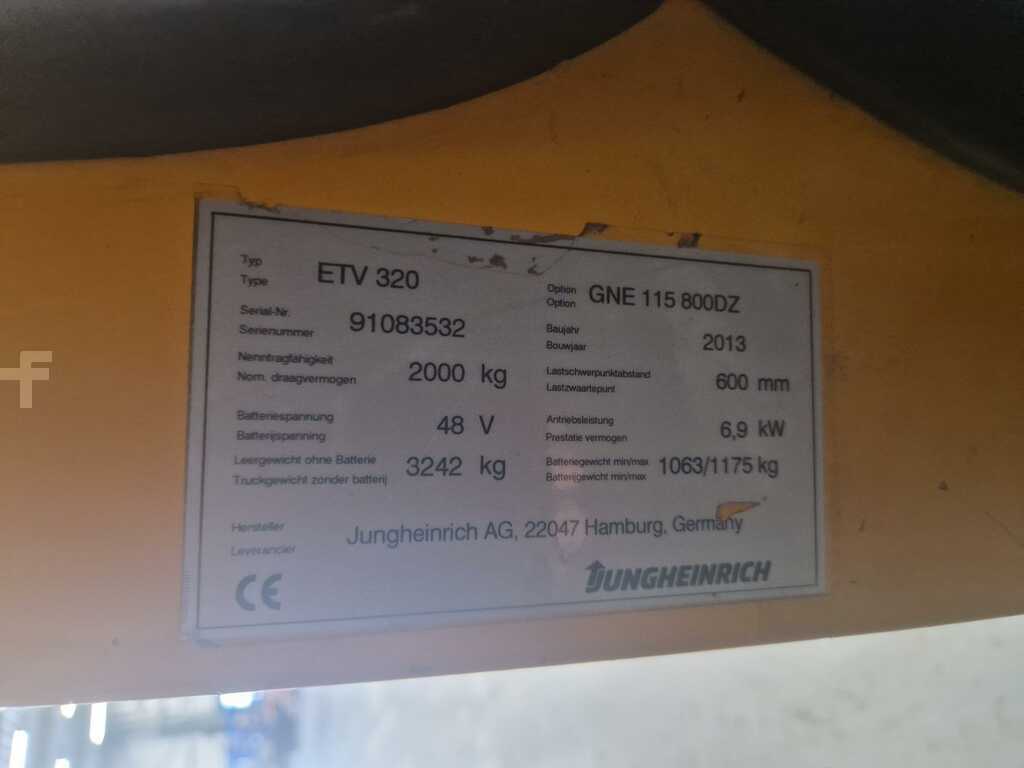 Typ
Type
ETV 320
Option
Option
GNE 115 800DZ
Serial-Nr.
Serienummer
91083532
Baujahr
Bouwjaar
2013
Nenntragfähigkeit
Nom. draagvermogen
2000 kg
Lastschwerpunktabstand
Lastzwaartepunt
600 mm
Batteriespannung
Batterijspanning
48 V
Antriebsleistung
Prestatie vermogen
6,9 kW
Leergewicht ohne Batterie
Truckgewicht zonder batterij
3242 kg
Batteriegewicht min/max
Batterijgewicht min/max
1063/1175 kg
Hersteller
Leverancier
Jungheinrich AG, 22047 Hamburg, Germany
CE
JUNGHEINRICH
f